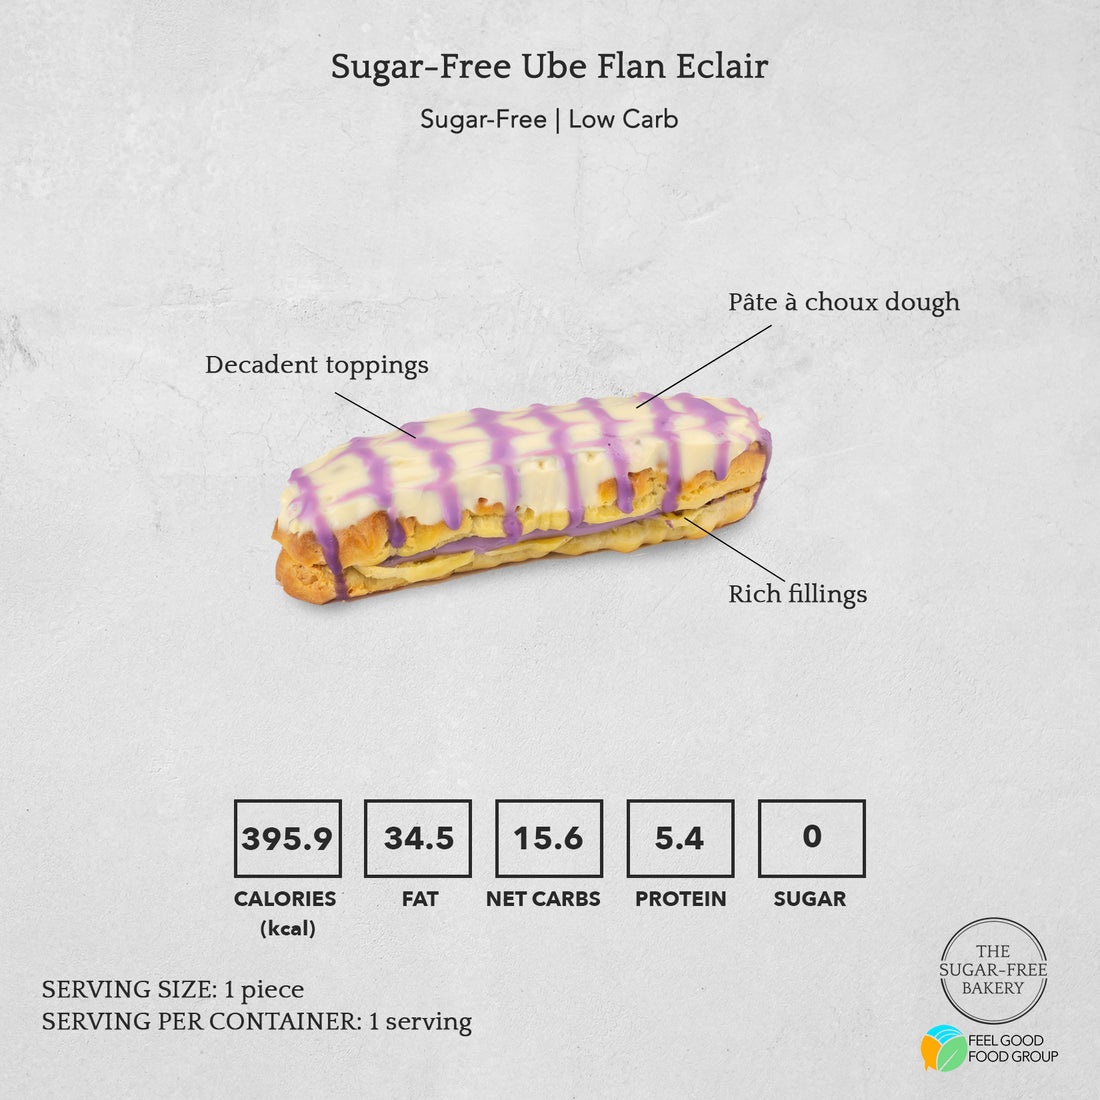 Sugar-Free Ube Flan Eclair
Sugar-Free | Low Carb
Pâte à choux dough
Decadent toppings
Rich fillings
395.9 34.5 15.6 5.4 0
CALORIES FAT NET CARBS PROTEIN SUGAR
(kcal)
SERVING SIZE: 1 piece
SERVING PER CONTAINER: 1 serving
THE
SUGAR-FREE
BAKERY
FEEL GOOD
FOOD GROUP